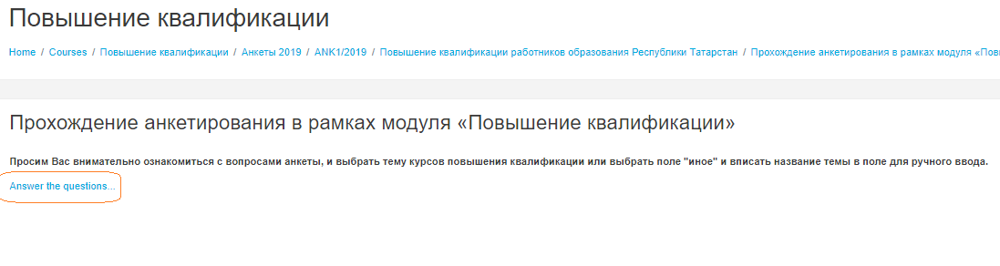 Повышение квалификации
Home / Courses / Повышение квалификации / Анкеты 2019 / ANK1/2019 / Повышение квалификации работников образования Республики Татарстан / Прохождение анкетирования в рамках модуля «Пов
Прохождение анкетирования в рамках модуля «Повышение квалификации»
Просим Вас внимательно ознакомиться с вопросами анкеты, и выбрать тему курсов повышения квалификации или выбрать поле "иное" и вписать название темы в поле для ручного ввода.
Answer the questions...